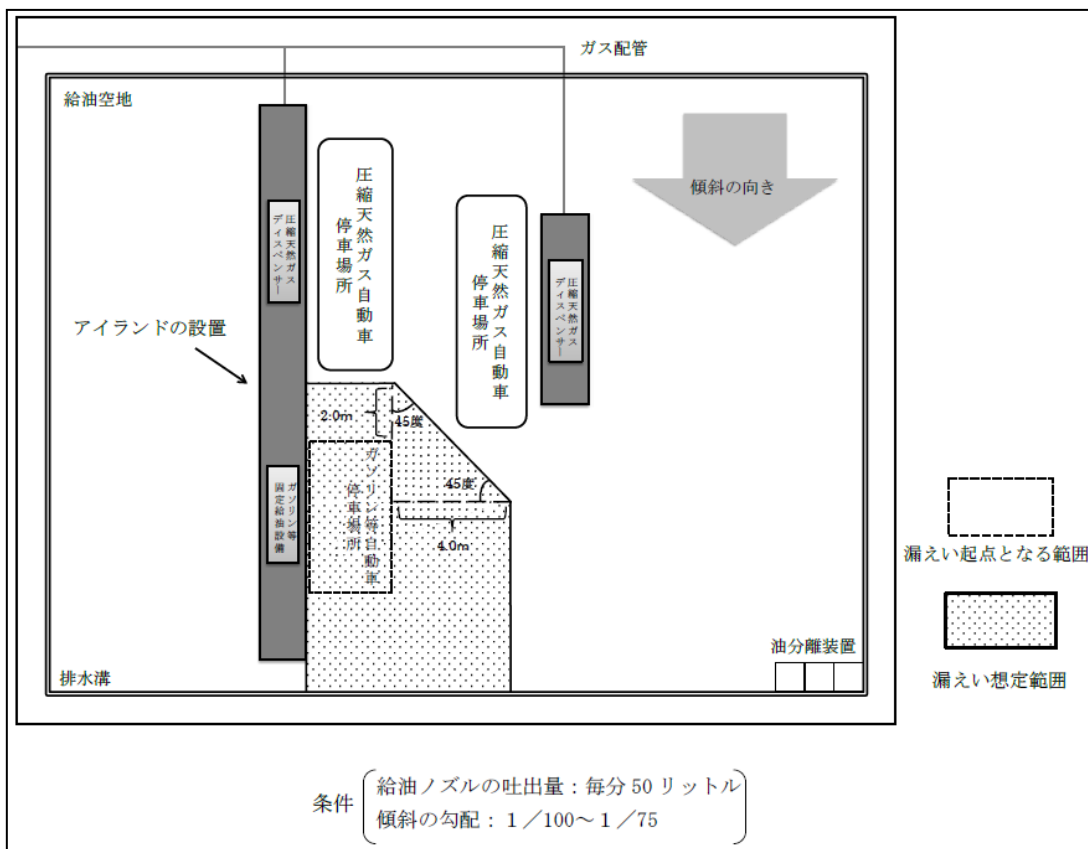 ガス配管
給油空地
圧縮天然ガス自動車
停車場所
圧縮天然ガス
ディスペンサー
圧縮天然ガス自動車
停車場所
圧縮天然ガス
ディスペンサー
傾斜の向き
アイランドの設置
2.0m
45度
45度
4.0m
ガソリン等自動車
停車場所
ガソリン等
固定給油設備
漏えい起点となる範囲
漏えい想定範囲
油分離装置
排水溝
条件
給油ノズルの吐出量：毎分 50 リットル
傾斜の勾配：１／100～１／75